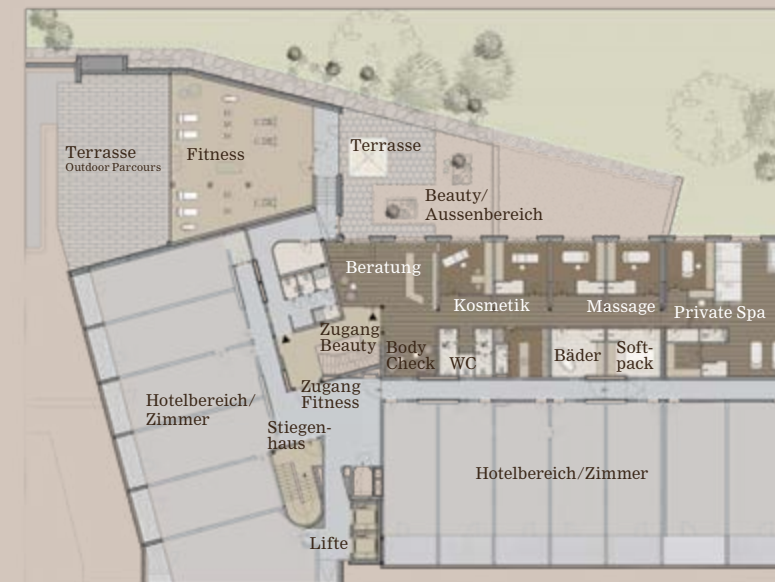 Terrasse
Outdoor Parcours
Fitness
Terrasse
Beauty/
Aussenbereich
Beratung
Kosmetik
Massage
Private Spa
Zugang
Beauty
Body
Check
WC
Bäder
Soft-
pack
Zugang
Fitness
Hotelbereich/
Zimmer
Stiegen-
haus
Hotelbereich/Zimmer
Lifte